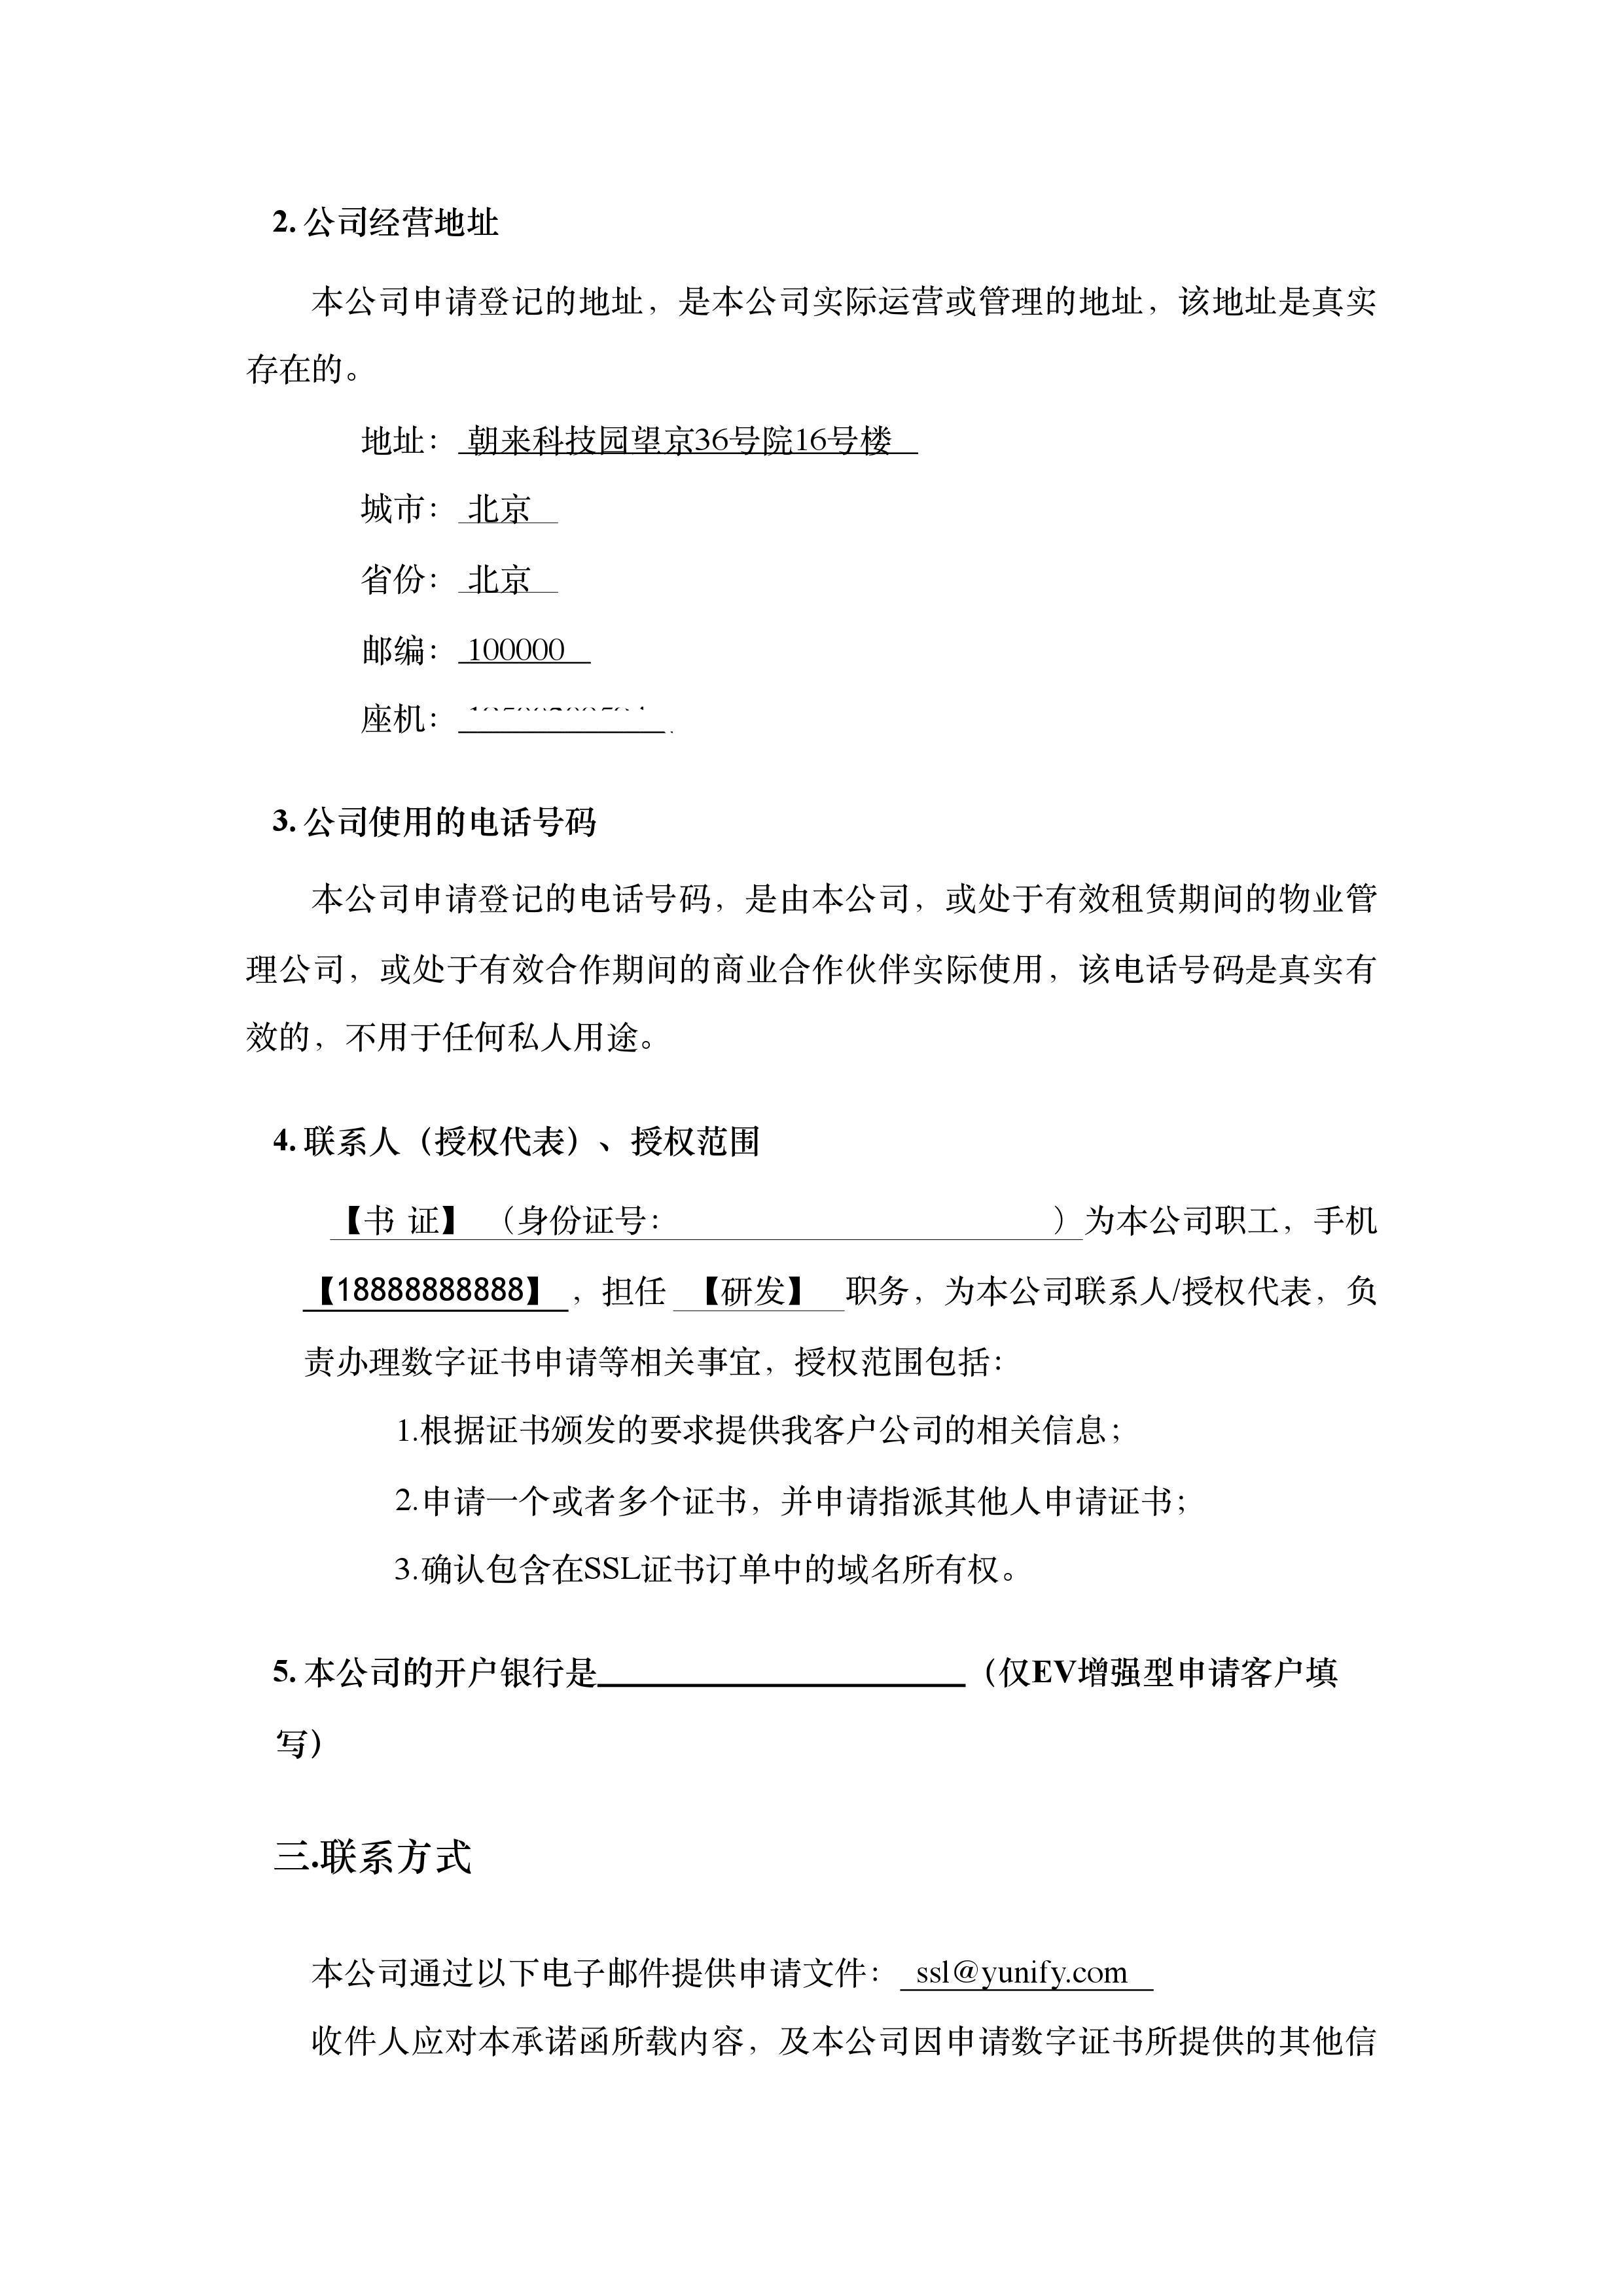 2. 公司经营地址
本公司申请登记的地址，是本公司实际运营或管理的地址，该地址是真实
存在的。
地址： 朝来科技园望京36号院16号楼
城市： 北京
省份： 北京
邮编： 100000
座机：
3. 公司使用的电话号码
本公司申请登记的电话号码，是由本公司，或处于有效租赁期间的物业管
理公司，或处于有效合作期间的商业合作伙伴实际使用，该电话号码是真实有
效的，不用于任何私人用途。
4. 联系人（授权代表）、授权范围
【书 证】 （身份证号： ）为本公司职工，手机
【18888888888】 ，担任 【研发】 职务，为本公司联系人/授权代表，负
责办理数字证书申请等相关事宜，授权范围包括：
1.根据证书颁发的要求提供我客户公司的相关信息；
2.申请一个或者多个证书，并申请指派其他人申请证书；
3.确认包含在SSL证书订单中的域名所有权。
5. 本公司的开户银行是 （仅EV增强型申请客户填
写）
三.联系方式
本公司通过以下电子邮件提供申请文件： ssl@yunify.com
收件人应对本承诺函所载内容，及本公司因申请数字证书所提供的其他信